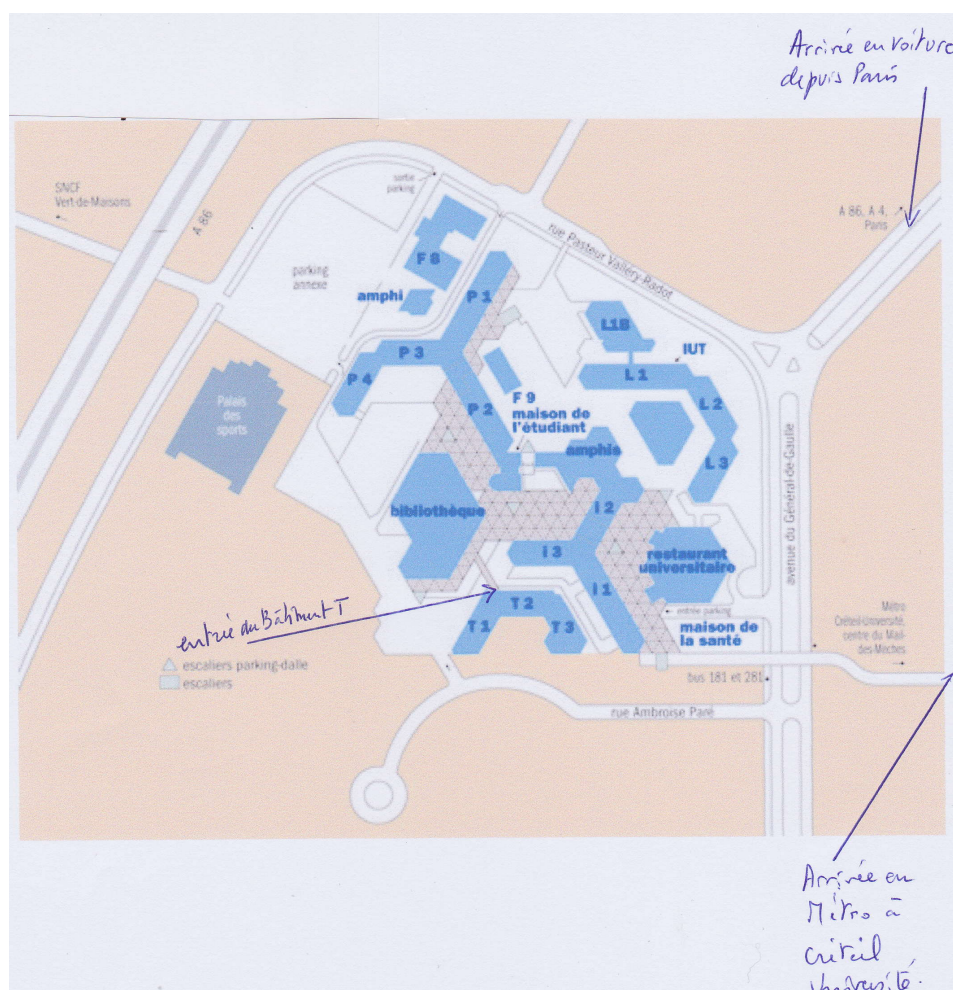 Arrivée en voiture
depuis Paris
SNCF
Vert-de-Maisons
A 86
sortie
parking
A 86, A 4,
Paris
rue Pasteur Valléry-Radot
F 8
parking
annexe
amphi
P 1
L1B
IUT
P 3
L 1
P 4
F 9
maison de
l'étudiant
P 2
L 2
Palais
des
sports
amphis
L 3
avenue du Général-de-Gaulle
bibliothèque
i 2
i 3
restaurant
universitaire
I 1
T 2
entrée du Bâtiment T
T 1
T 3
entrée parking
maison de
la santé
Métro
Créteil-Université,
centre du Mail-
des-Mèches
escaliers parking-dalle
escaliers
bus 181 et 281
rue Ambroise Paré
Arrivée en
Métro à
créteil
Université.